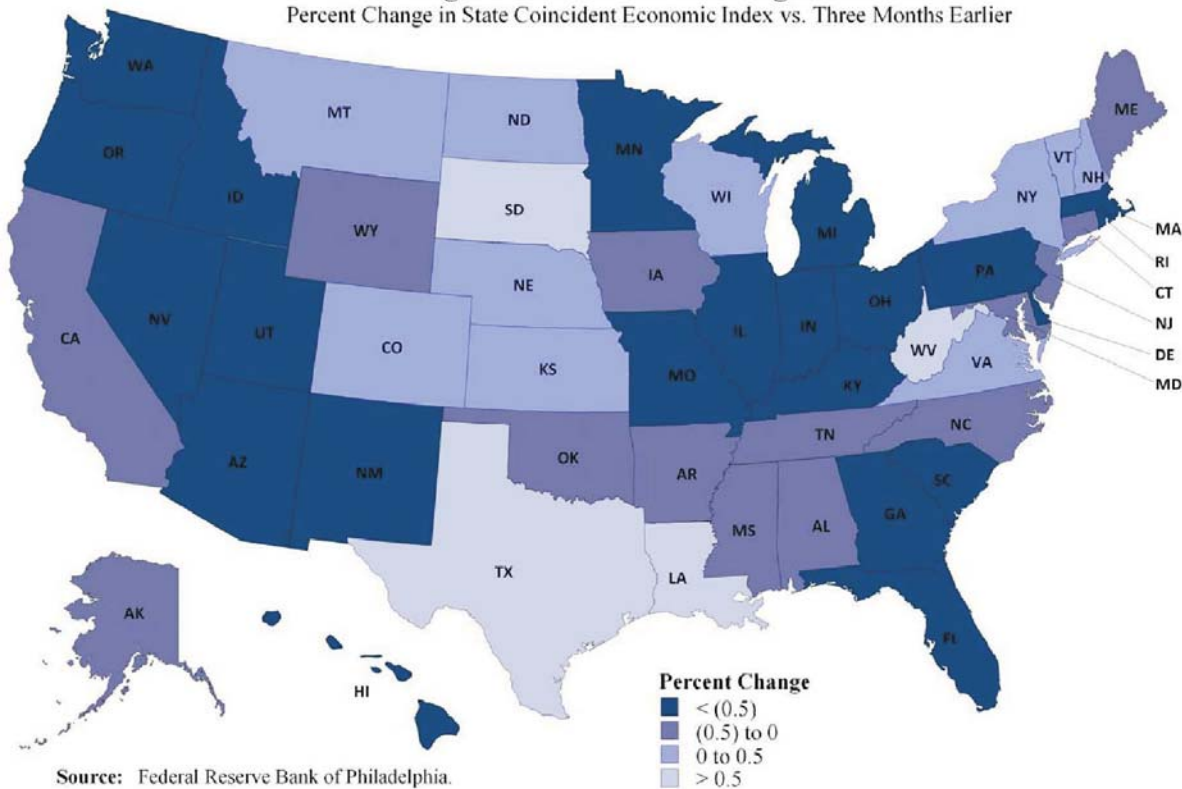 Percent Change in State Coincident Economic Index vs. Three Months Earlier
WA
MT
ND
MN
ME
OR
ID
SD
WI
VT
NH
NY
WY
MI
MA
RI
IA
PA
CT
NE
NV
UT
IL
IN
OH
NJ
CA
CO
WV
DE
KS
MO
VA
MD
KY
TN
NC
AZ
NM
OK
AR
SC
MS
AL
GA
TX
LA
AK
FL
HI
Percent Change
< (0.5)
(0.5) to 0
0 to 0.5
> 0.5
Source: Federal Reserve Bank of Philadelphia.